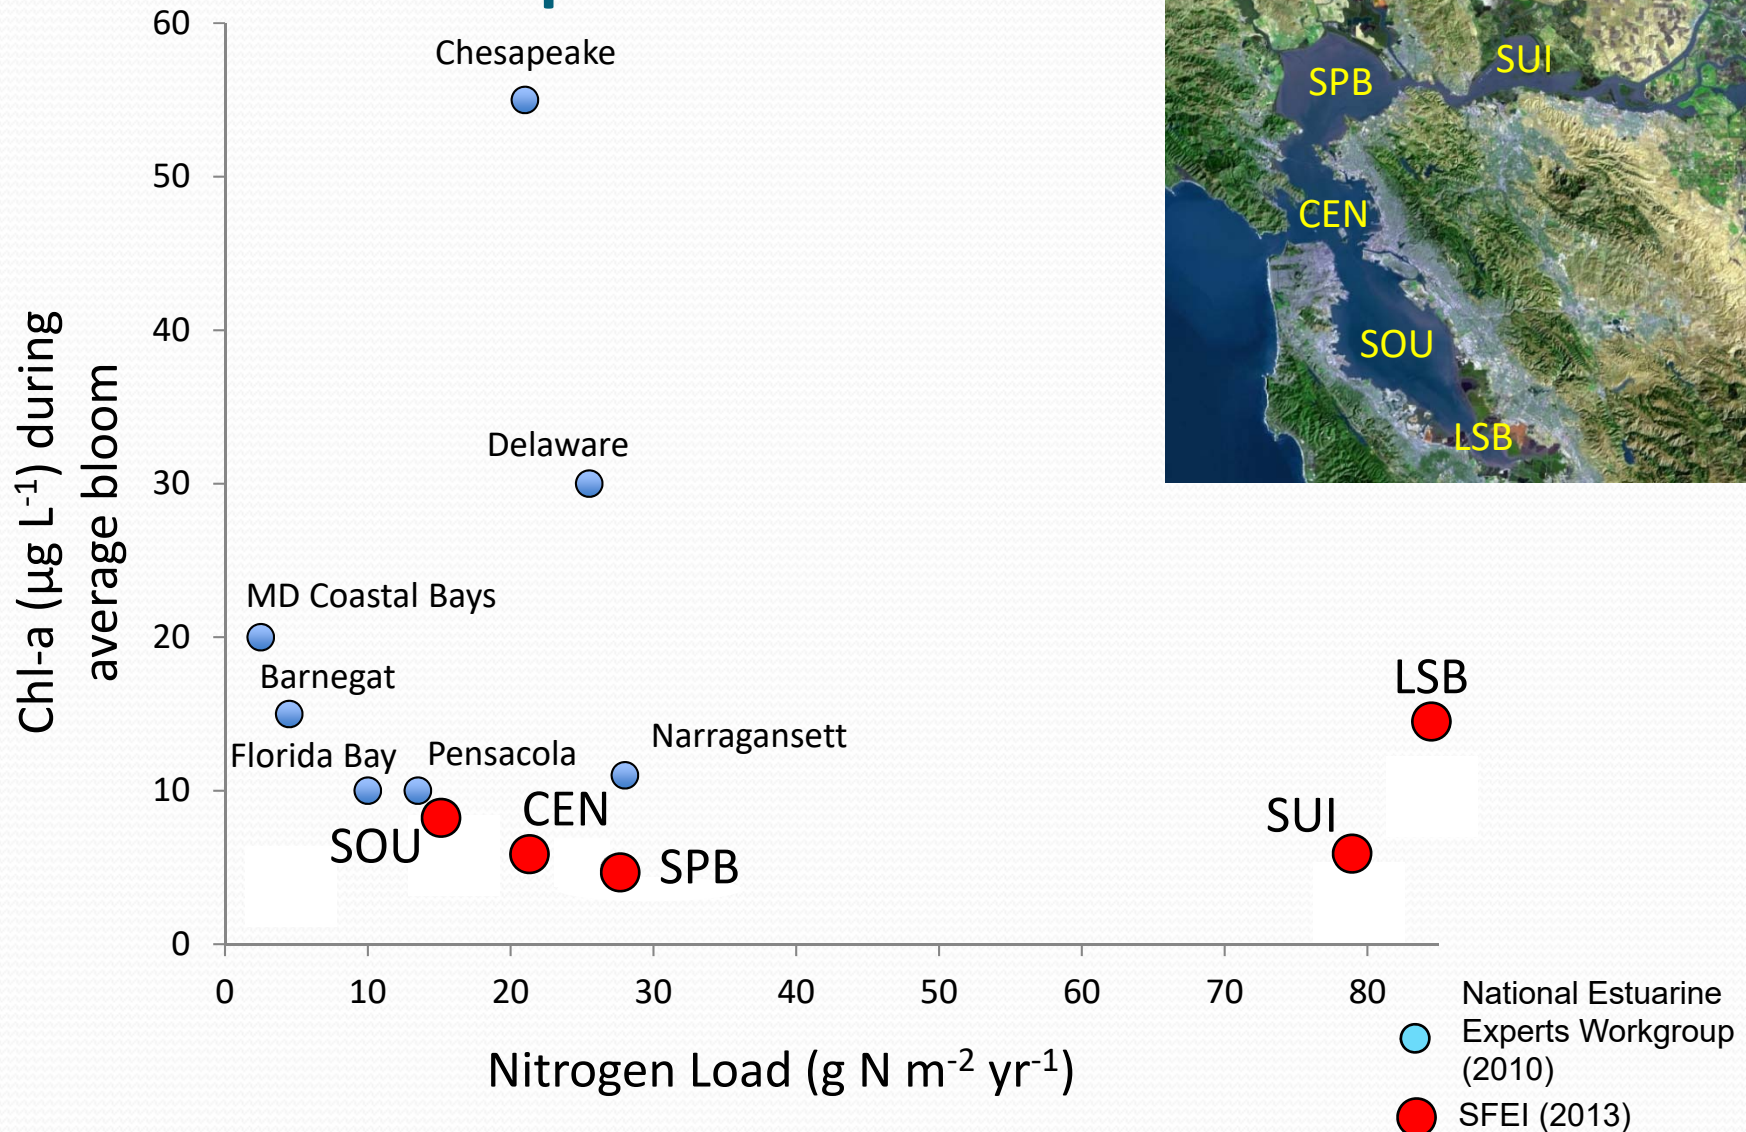 60
50
40
30
20
10
0
Chl-a (µg L-1) during
average bloom
Chesapeake
Delaware
MD Coastal Bays
Barnegat
Florida Bay
Pensacola
Narragansett
SOU
CEN
SPB
SUI
LSB
0 10 20 30 40 50 60 70 80
Nitrogen Load (g N m-2 yr-1)
SPB
SUI
CEN
SOU
LSB
National Estuarine
Experts Workgroup
(2010)
SFEI (2013)